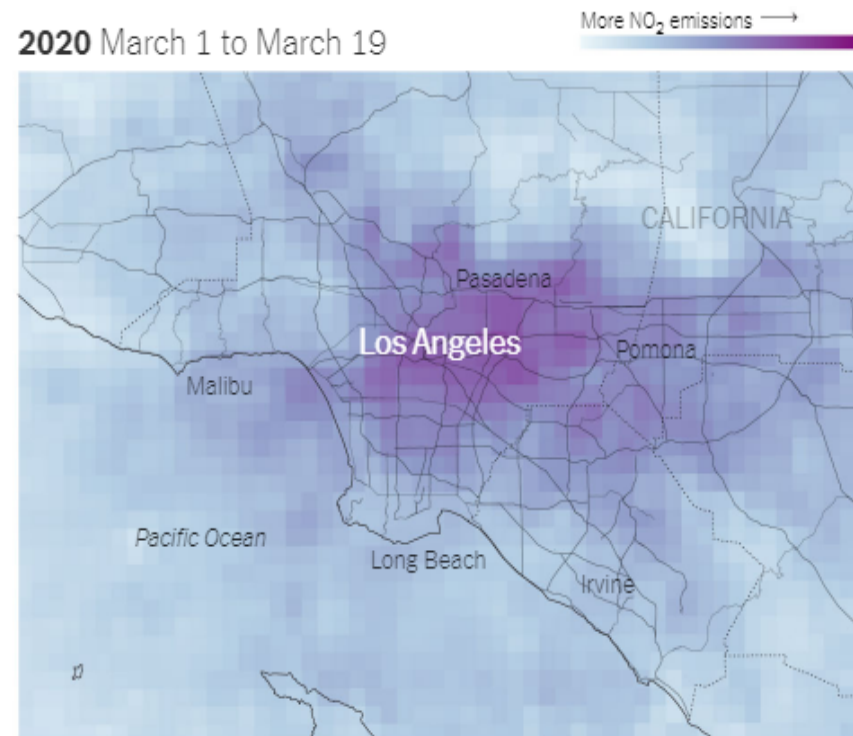 More NO₂ emissions →
2020 March 1 to March 19
CALIFORNIA
Pasadena
Los Angeles
Pomona
Malibu
Pacific Ocean
Long Beach
Irvine